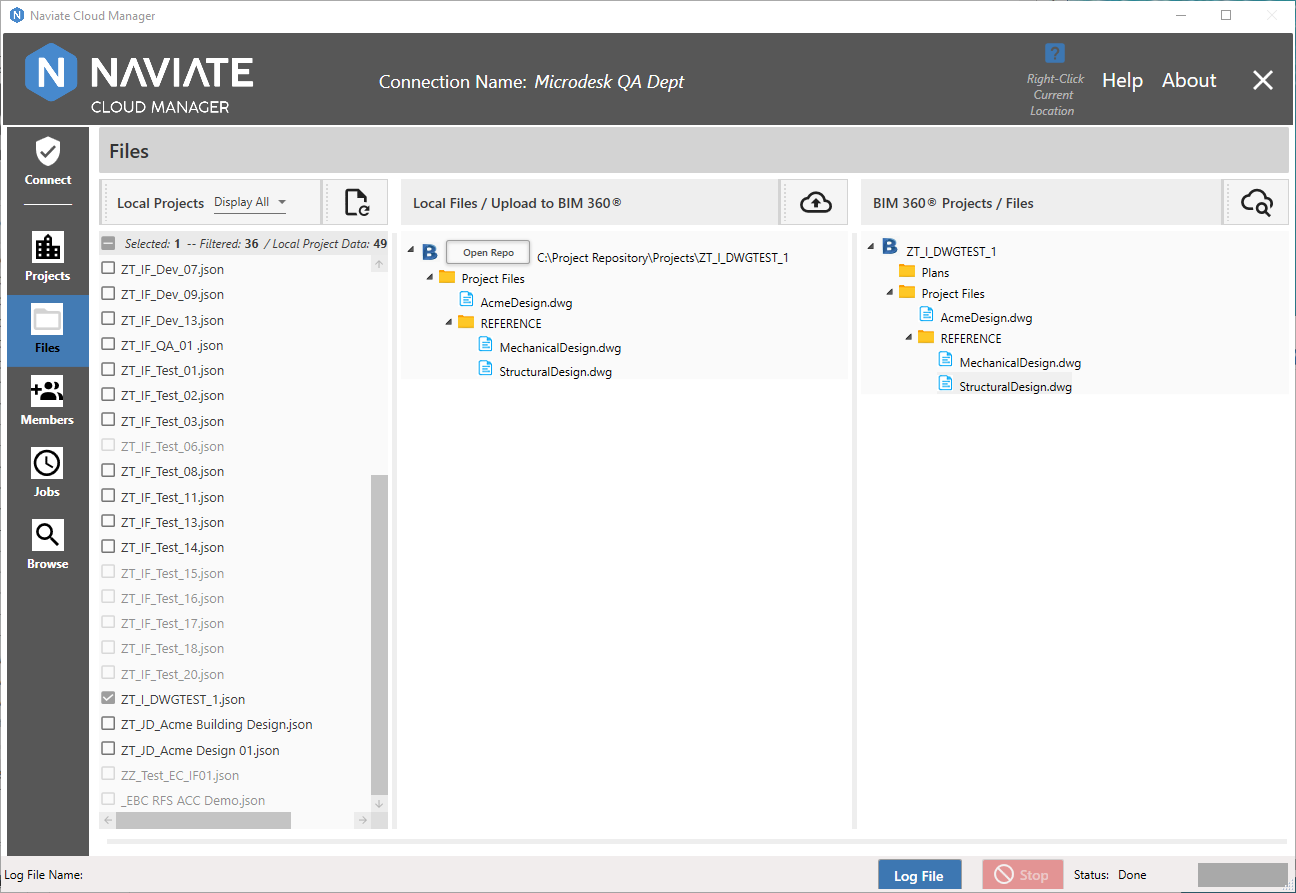 Naviate Cloud Manager
N NAVIATE
CLOUD MANAGER
Connection Name: Microdesk QA Dept
?
Right-Click
Current
Location
Help
About
Connect
Projects
Files
Members
Jobs
Browse
Files
Local Projects
Display All
Selected: 1 -- Filtered: 36 / Local Project Data: 49
ZT_IF_Dev_07.json
ZT_IF_Dev_09.json
ZT_IF_Dev_13.json
ZT_IF_QA_01 .json
ZT_IF_Test_01.json
ZT_IF_Test_02.json
ZT_IF_Test_03.json
ZT_IF_Test_06.json
ZT_IF_Test_08.json
ZT_IF_Test_11.json
ZT_IF_Test_13.json
ZT_IF_Test_14.json
ZT_IF_Test_15.json
ZT_IF_Test_16.json
ZT_IF_Test_17.json
ZT_IF_Test_18.json
ZT_IF_Test_20.json
ZT_I_DWGTEST_1.json
ZT_JD_Acme Building Design.json
ZT_JD_Acme Design 01.json
ZZ_Test_EC_IF01.json
_EBC RFS ACC Demo.json
Local Files / Upload to BIM 360®
B Open Repo C:\Project Repository\Projects\ZT_I_DWGTEST_1
Project Files
AcmeDesign.dwg
REFERENCE
MechanicalDesign.dwg
StructuralDesign.dwg
BIM 360® Projects / Files
B ZT_I_DWGTEST_1
Plans
Project Files
AcmeDesign.dwg
REFERENCE
MechanicalDesign.dwg
StructuralDesign.dwg
Log File Name:
Log File
Stop
Status: Done